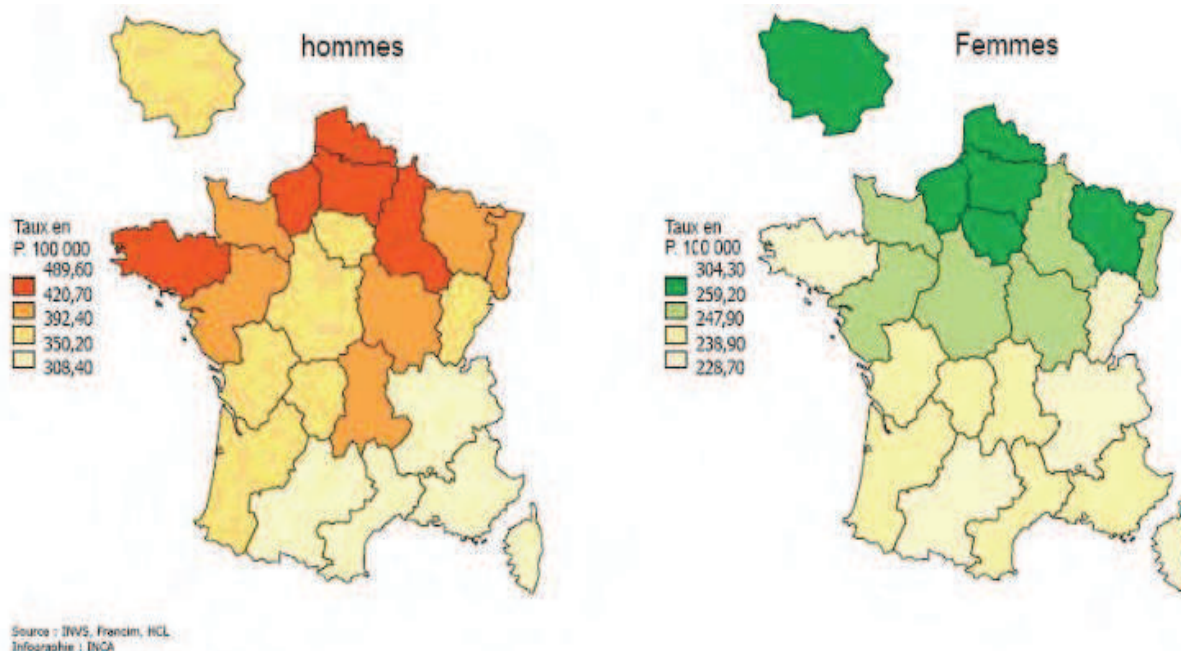 hommes
Femmes
Taux en
P. 100 000
489,60
420,70
392,40
350,20
308,40
Taux en
P. 100 000
304,30
259,20
247,90
238,90
228,70
Source : INVS, Francim, HCL
Infographie : INCA